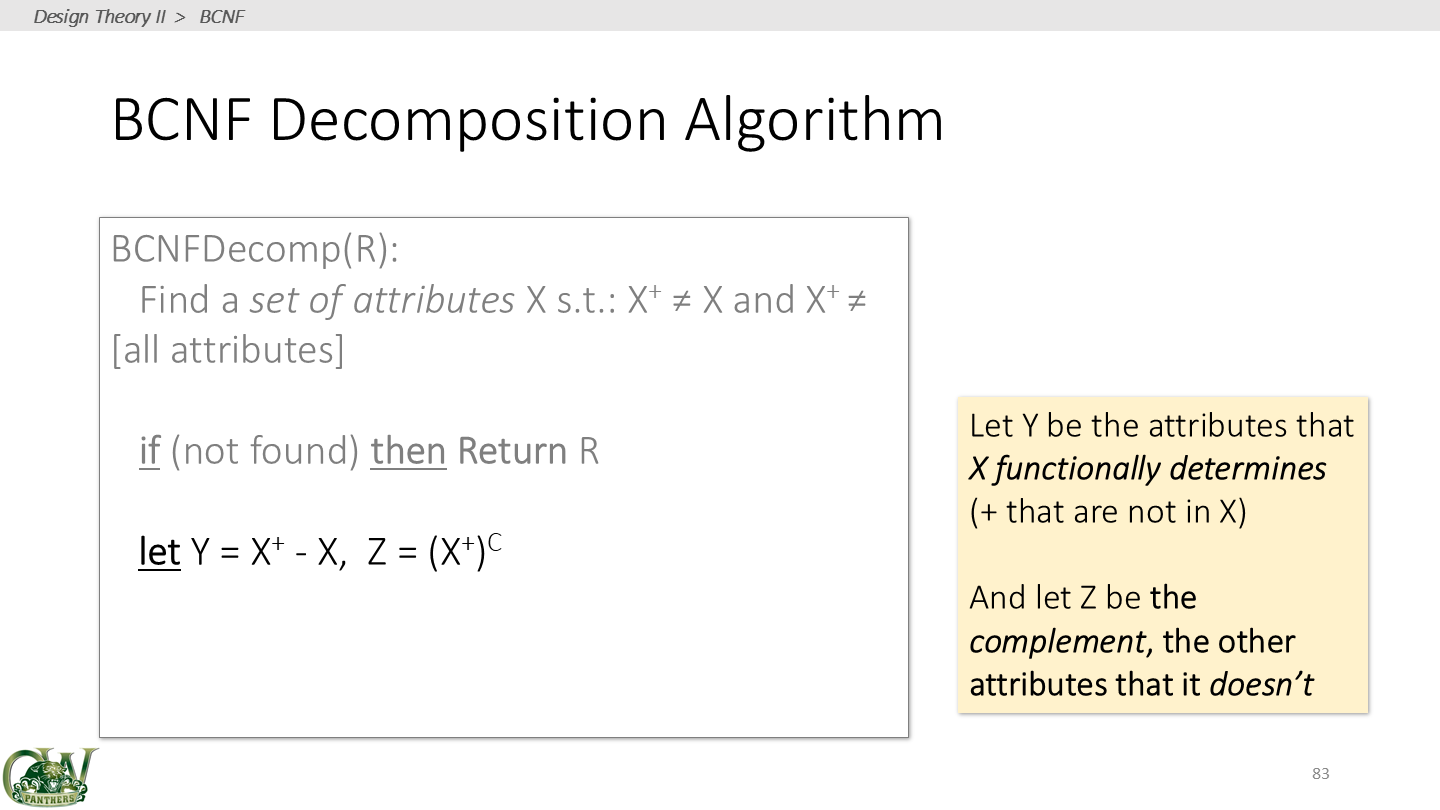 Design Theory II > BCNF
BCNF Decomposition Algorithm
BCNFDecomp(R):
Find a set of attributes X s.t.: X⁺ ≠ X and X⁺ ≠
[all attributes]
if (not found) then Return R
let Y = X⁺ - X, Z = (X⁺)ᶜ
Let Y be the attributes that
X functionally determines
(+ that are not in X)
And let Z be the
complement, the other
attributes that it doesn’t
OW
PANTHERS
83